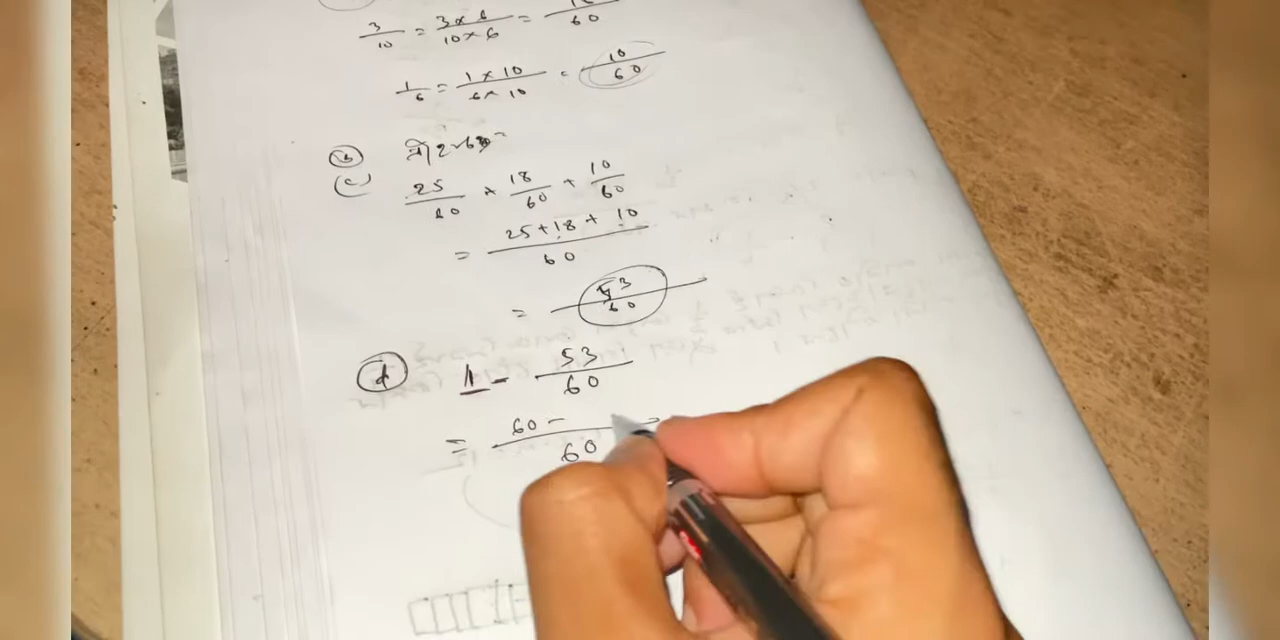 3/10 = 3×6/10×6 = /60
1/6 = 1×10/6×10 = 10/60
(b)
(c) 25/60 + 18/60 + 10/60
= 25+18+10/60
= 53/60
(d) 1 - 53/60
= 60 - /60